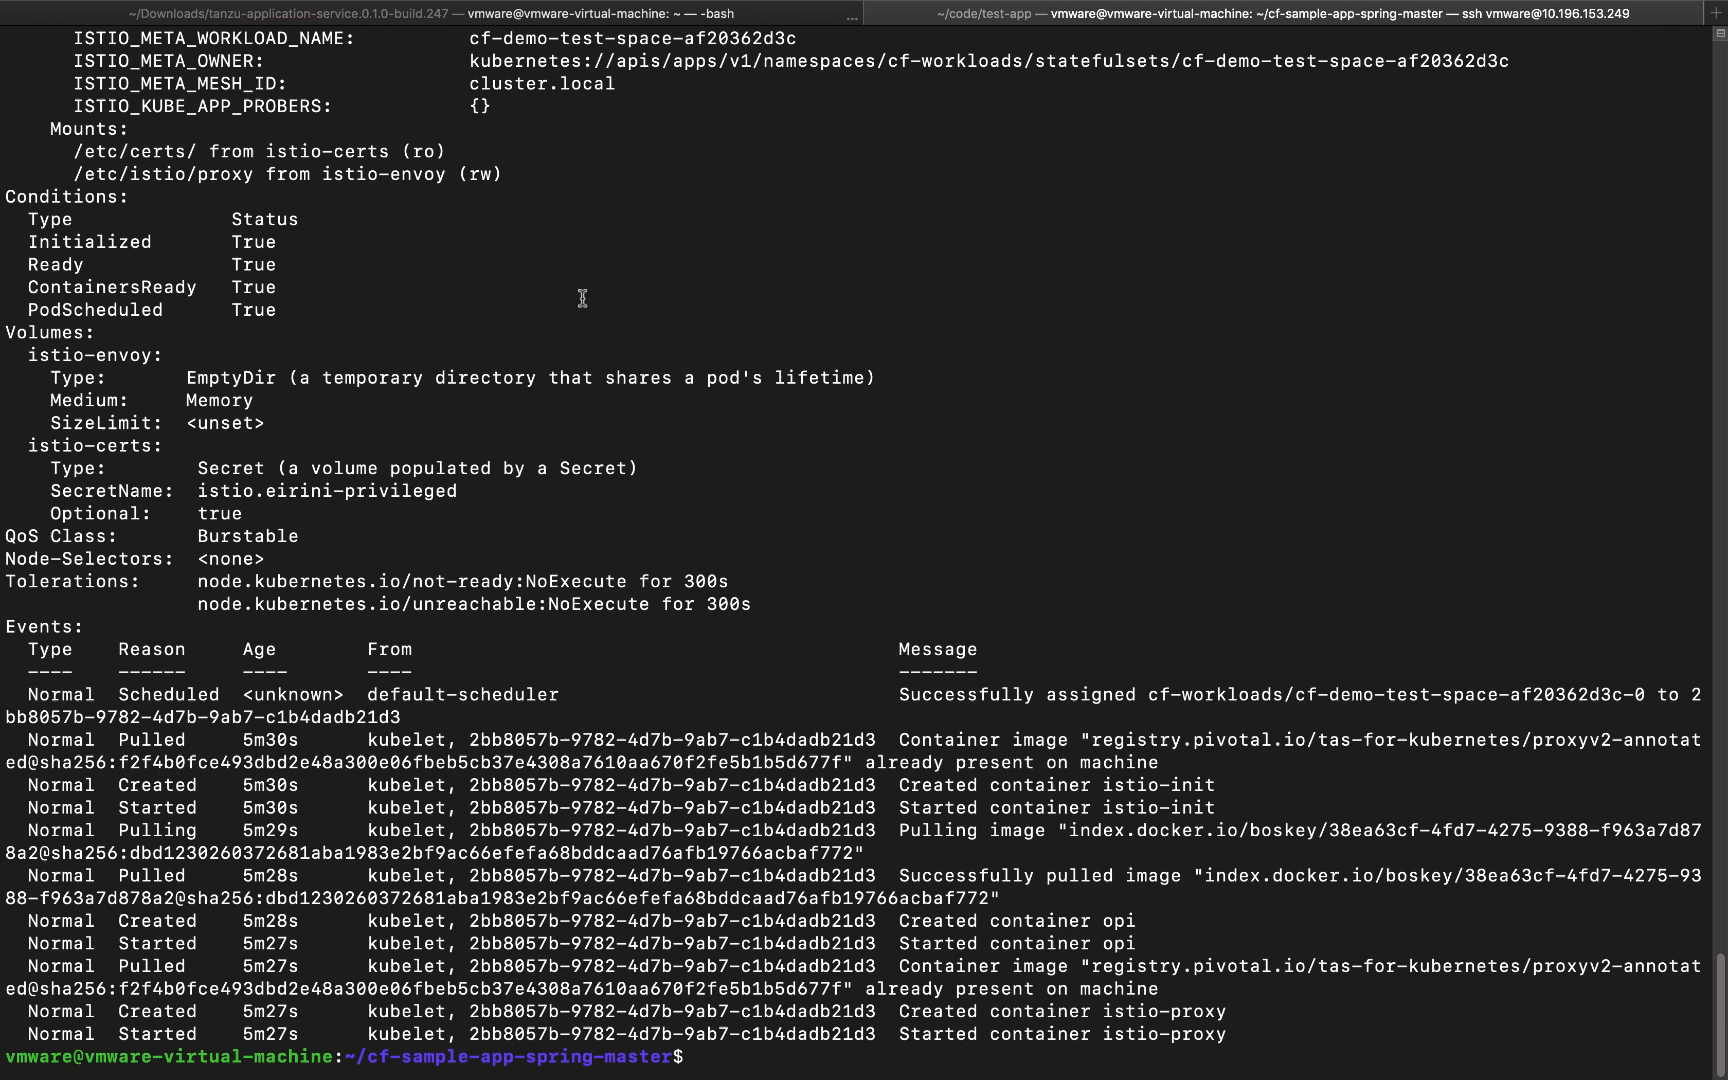 ~/Downloads/tanzu-application-service.0.1.0-build.247 — vmware@vmware-virtual-machine: ~ — -bash ... ~/code/test-app — vmware@vmware-virtual-machine: ~/cf-sample-app-spring-master — ssh vmware@10.196.153.249 +
ISTIO_META_WORKLOAD_NAME: cf-demo-test-space-af20362d3c
ISTIO_META_OWNER: kubernetes://apis/apps/v1/namespaces/cf-workloads/statefulsets/cf-demo-test-space-af20362d3c
ISTIO_META_MESH_ID: cluster.local
ISTIO_KUBE_APP_PROBERS: {}
Mounts:
/etc/certs/ from istio-certs (ro)
/etc/istio/proxy from istio-envoy (rw)
Conditions:
Type Status
Initialized True
Ready True
ContainersReady True
PodScheduled True
Volumes:
istio-envoy:
Type: EmptyDir (a temporary directory that shares a pod's lifetime)
Medium: Memory
SizeLimit: <unset>
istio-certs:
Type: Secret (a volume populated by a Secret)
SecretName: istio.eirini-privileged
Optional: true
QoS Class: Burstable
Node-Selectors: <none>
Tolerations: node.kubernetes.io/not-ready:NoExecute for 300s
node.kubernetes.io/unreachable:NoExecute for 300s
Events:
Type Reason Age From Message
---- ------ ---- ---- -------
Normal Scheduled <unknown> default-scheduler Successfully assigned cf-workloads/cf-demo-test-space-af20362d3c-0 to 2
bb8057b-9782-4d7b-9ab7-c1b4dadb21d3
Normal Pulled 5m30s kubelet, 2bb8057b-9782-4d7b-9ab7-c1b4dadb21d3 Container image "registry.pivotal.io/tas-for-kubernetes/proxyv2-annotat
ed@sha256:f2f4b0fce493dbd2e48a300e06fbeb5cb37e4308a7610aa670f2fe5b1b5d677f" already present on machine
Normal Created 5m30s kubelet, 2bb8057b-9782-4d7b-9ab7-c1b4dadb21d3 Created container istio-init
Normal Started 5m30s kubelet, 2bb8057b-9782-4d7b-9ab7-c1b4dadb21d3 Started container istio-init
Normal Pulling 5m29s kubelet, 2bb8057b-9782-4d7b-9ab7-c1b4dadb21d3 Pulling image "index.docker.io/boskey/38ea63cf-4fd7-4275-9388-f963a7d87
8a2@sha256:dbd1230260372681aba1983e2bf9ac66efefa68bddcaad76afb19766acbaf772"
Normal Pulled 5m28s kubelet, 2bb8057b-9782-4d7b-9ab7-c1b4dadb21d3 Successfully pulled image "index.docker.io/boskey/38ea63cf-4fd7-4275-93
88-f963a7d878a2@sha256:dbd1230260372681aba1983e2bf9ac66efefa68bddcaad76afb19766acbaf772"
Normal Created 5m28s kubelet, 2bb8057b-9782-4d7b-9ab7-c1b4dadb21d3 Created container opi
Normal Started 5m27s kubelet, 2bb8057b-9782-4d7b-9ab7-c1b4dadb21d3 Started container opi
Normal Pulled 5m27s kubelet, 2bb8057b-9782-4d7b-9ab7-c1b4dadb21d3 Container image "registry.pivotal.io/tas-for-kubernetes/proxyv2-annotat
ed@sha256:f2f4b0fce493dbd2e48a300e06fbeb5cb37e4308a7610aa670f2fe5b1b5d677f" already present on machine
Normal Created 5m27s kubelet, 2bb8057b-9782-4d7b-9ab7-c1b4dadb21d3 Created container istio-proxy
Normal Started 5m27s kubelet, 2bb8057b-9782-4d7b-9ab7-c1b4dadb21d3 Started container istio-proxy
vmware@vmware-virtual-machine:~/cf-sample-app-spring-master$